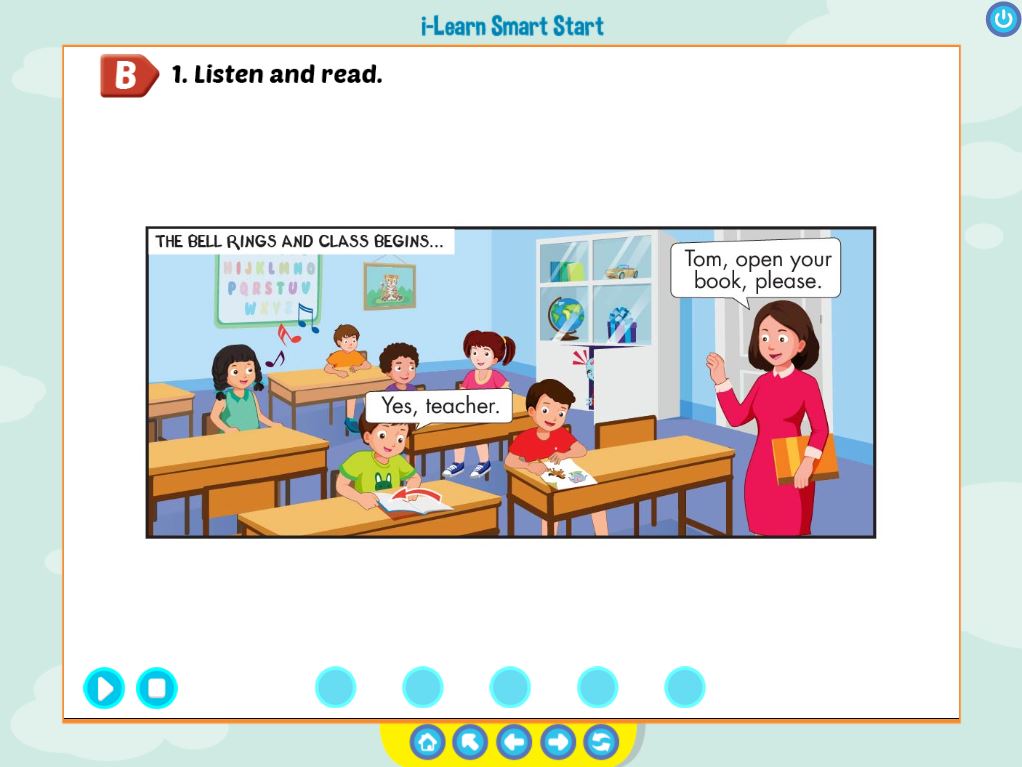 i-Learn Smart Start
B 1. Listen and read.
THE BELL RINGS AND CLASS BEGINS...
HIJKLMNO
PQRSTUV
WXYZ
Tom, open your
book, please.
Yes, teacher.